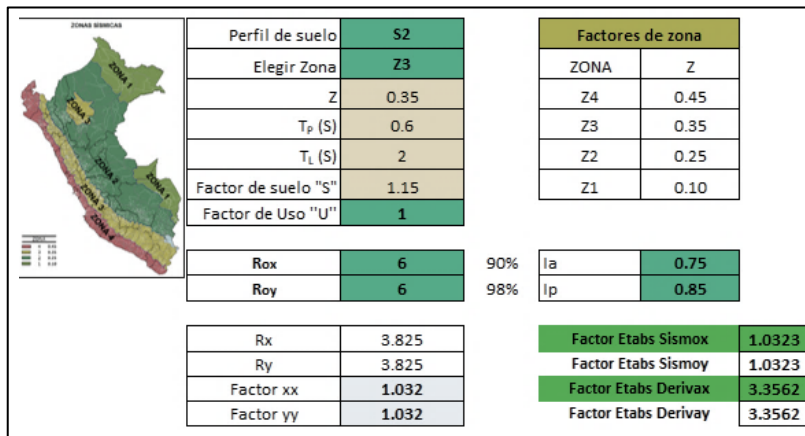 ZONAS SÍSMICAS
ZONA 1
ZONA 3
ZONA 2
ZONA 1
ZONA 3
ZONA 4
Perfil de suelo S2
Elegir Zona Z3
Z 0.35
TP (S) 0.6
TL (S) 2
Factor de suelo "S" 1.15
Factor de Uso "U" 1
Factores de zona
ZONA Z
Z4 0.45
Z3 0.35
Z2 0.25
Z1 0.10
Rox 6 90% Ia 0.75
Roy 6 98% Ip 0.85
Rx 3.825
Ry 3.825
Factor xx 1.032
Factor yy 1.032
Factor Etabs Sismox 1.0323
Factor Etabs Sismoy 1.0323
Factor Etabs Derivax 3.3562
Factor Etabs Derivay 3.3562